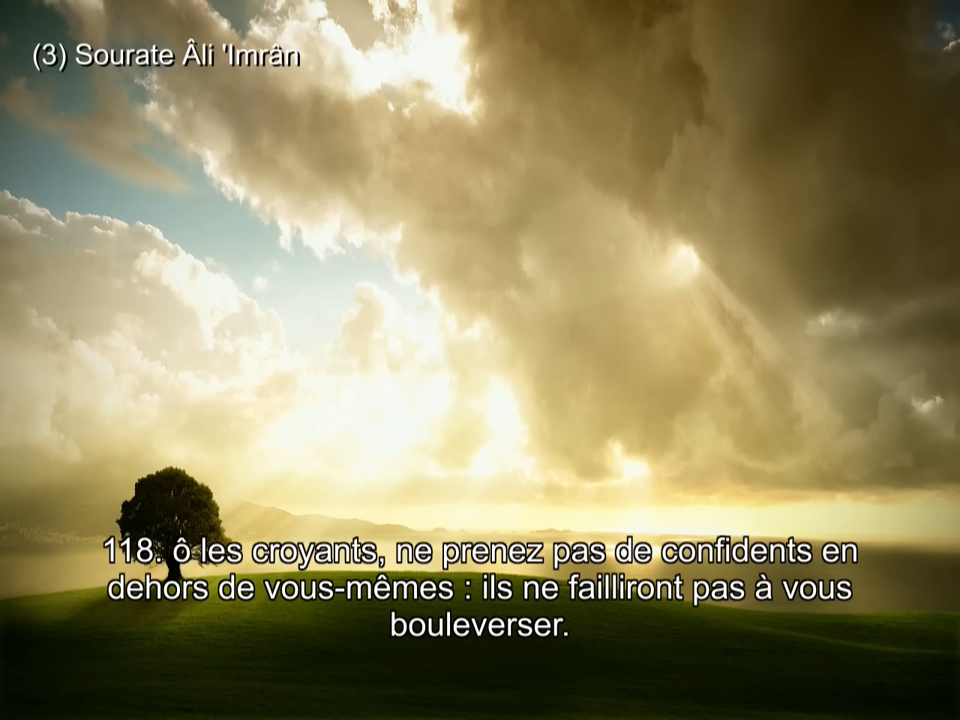 (3) Sourate Âli 'Imrân
118. ô les croyants, ne prenez pas de confidents en
dehors de vous-mêmes : ils ne failliront pas à vous
bouleverser.